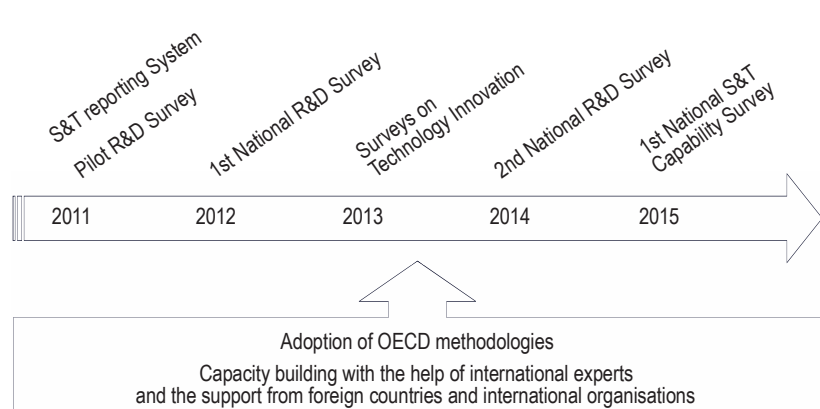 S&T reporting System
Pilot R&D Survey
1st National R&D Survey
Surveys on
Technology Innovation
2nd National R&D Survey
1st National S&T
Capability Survey
2011
2012
2013
2014
2015
Adoption of OECD methodologies
Capacity building with the help of international experts
and the support from foreign countries and international organisations